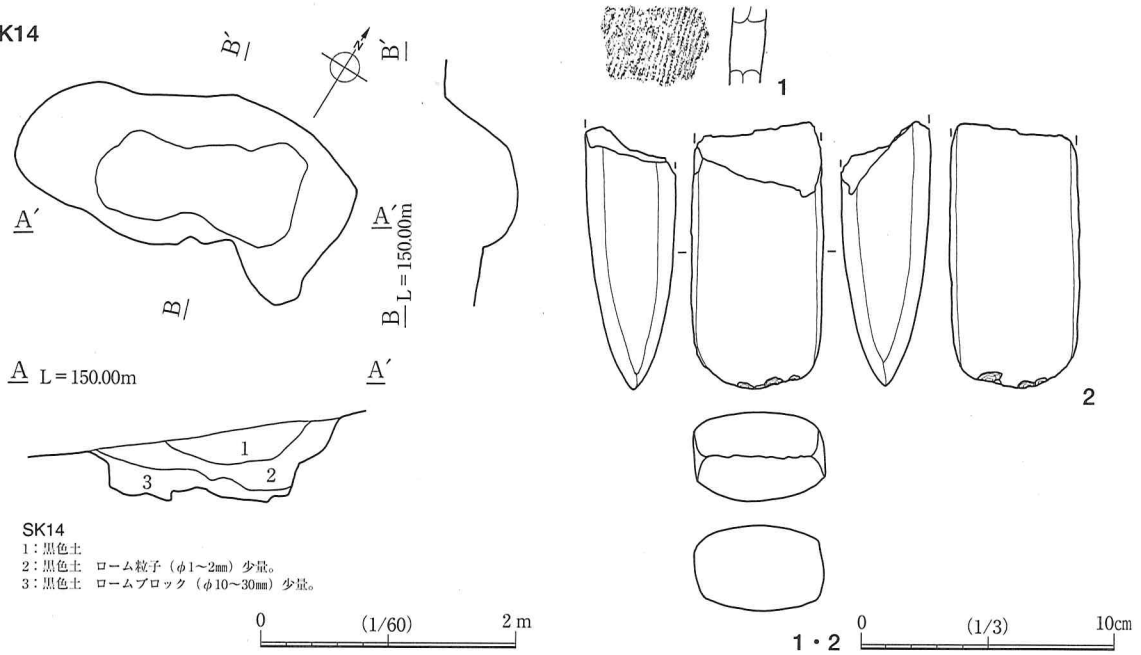 K14
B`
N
B`
A′
A′
B
B L=150.00m
A L=150.00m
A′
1
2
3
SK14
1:黒色土
2:黒色土 ローム粒子(φ1~2㎜)少量。
3:黒色土 ロームブロック(φ10~30㎜)少量。
0 (1/60) 2m
1
2
1・2
0 (1/3) 10cm